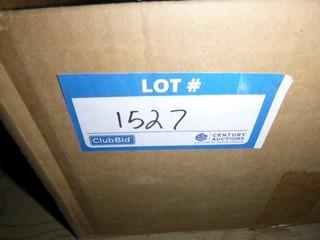 LOT #
1527
ClubBid CENTURY
AUCTIONS